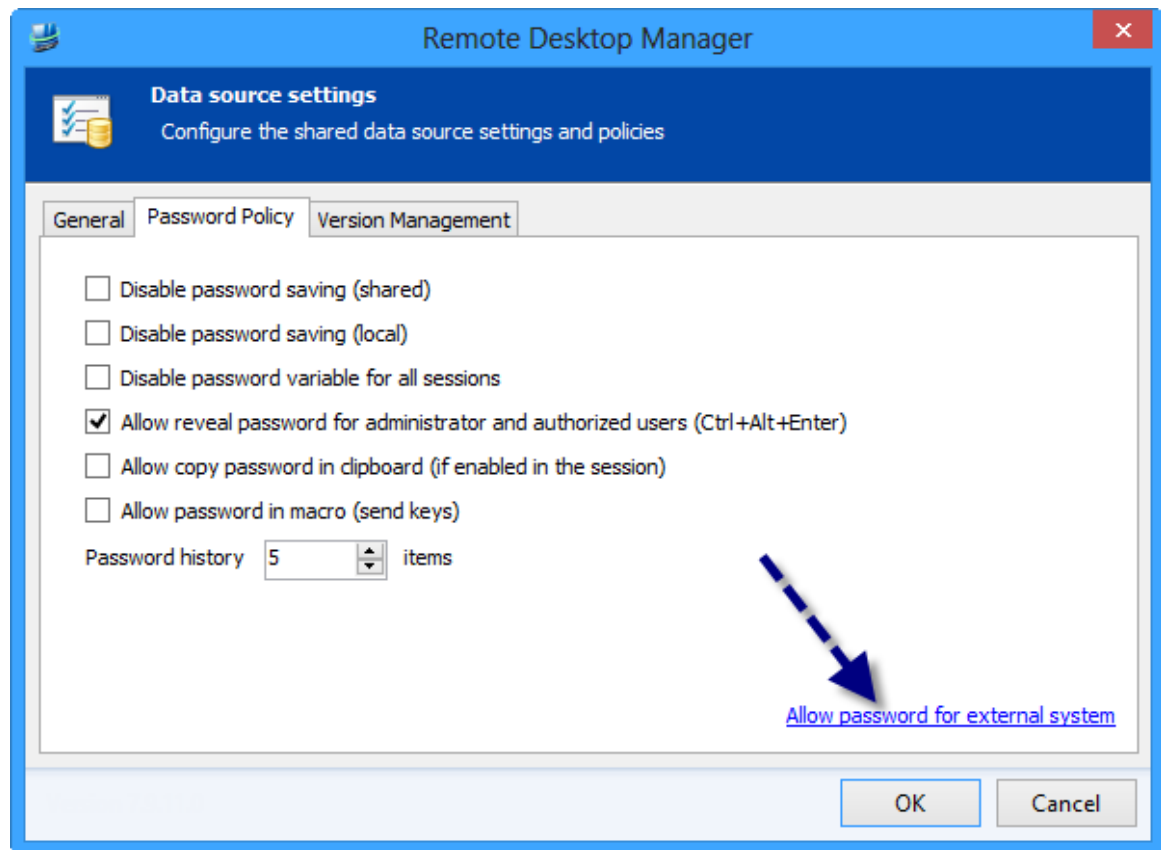 Remote Desktop Manager
Data source settings
Configure the shared data source settings and policies
General Password Policy Version Management
Disable password saving (shared)
Disable password saving (local)
Disable password variable for all sessions
Allow reveal password for administrator and authorized users (Ctrl+Alt+Enter)
Allow copy password in clipboard (if enabled in the session)
Allow password in macro (send keys)
Password history 5 items
Allow password for external system
OK Cancel